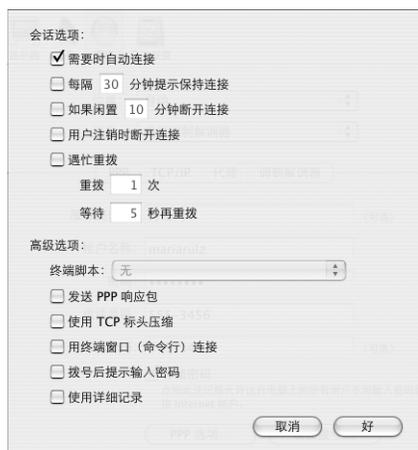 会话选项：
需要时自动连接
每隔 30 分钟提示保持连接
如果闲置 10 分钟断开连接
用户注销时断开连接
遇忙重拨
重拨 1 次
等待 5 秒再重拨
高级选项：
终端脚本： 无
发送 PPP 响应包
使用 TCP 标头压缩
用终端窗口（命令行）连接
拨号后提示输入密码
使用详细记录
取消 好